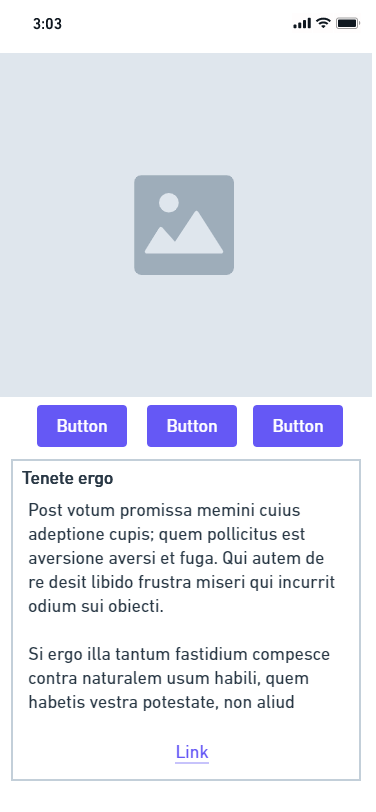 3:03
Button Button Button
Tenete ergo
Post votum promissa memini cuius
adeptione cupis; quem pollicitus est
aversione aversi et fuga. Qui autem de
re desit libido frustra miseri qui incurrit
odium sui obiecti.
Si ergo illa tantum fastidium compesce
contra naturalem usum habili, quem
habetis vestra potestate, non aliud
Link